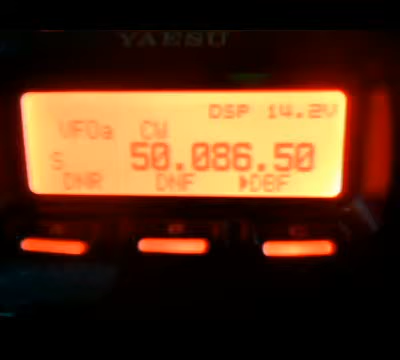 YAESU
DSP 14.2V
VFOa CW
S 50.086.50
DNR DNF ▶DBF